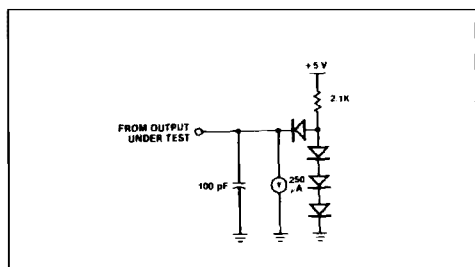 +5 V
2.1K
FROM OUTPUT
UNDER TEST
100 pF
250
μA